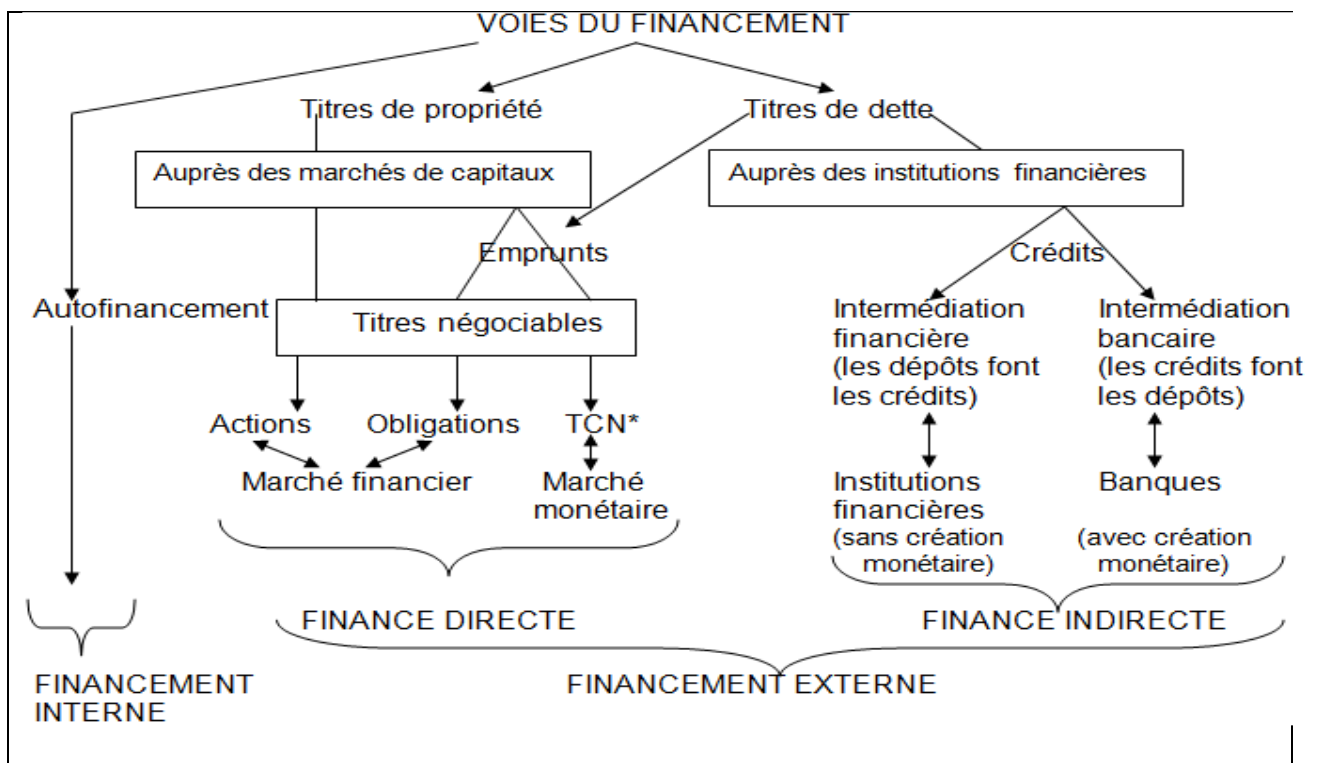 VOIES DU FINANCEMENT
Titres de propriété
Titres de dette
Auprès des marchés de capitaux
Auprès des institutions financières
Emprunts
Crédits
Autofinancement
Titres négociables
Intermédiation
financière
(les dépôts font
les crédits)
Intermédiation
bancaire
(les crédits font
les dépôts)
Actions
Obligations
TCN*
Marché financier
Marché
monétaire
Institutions
financières
(sans création
monétaire)
Banques
(avec création
monétaire)
FINANCE DIRECTE
FINANCE INDIRECTE
FINANCEMENT
INTERNE
FINANCEMENT EXTERNE